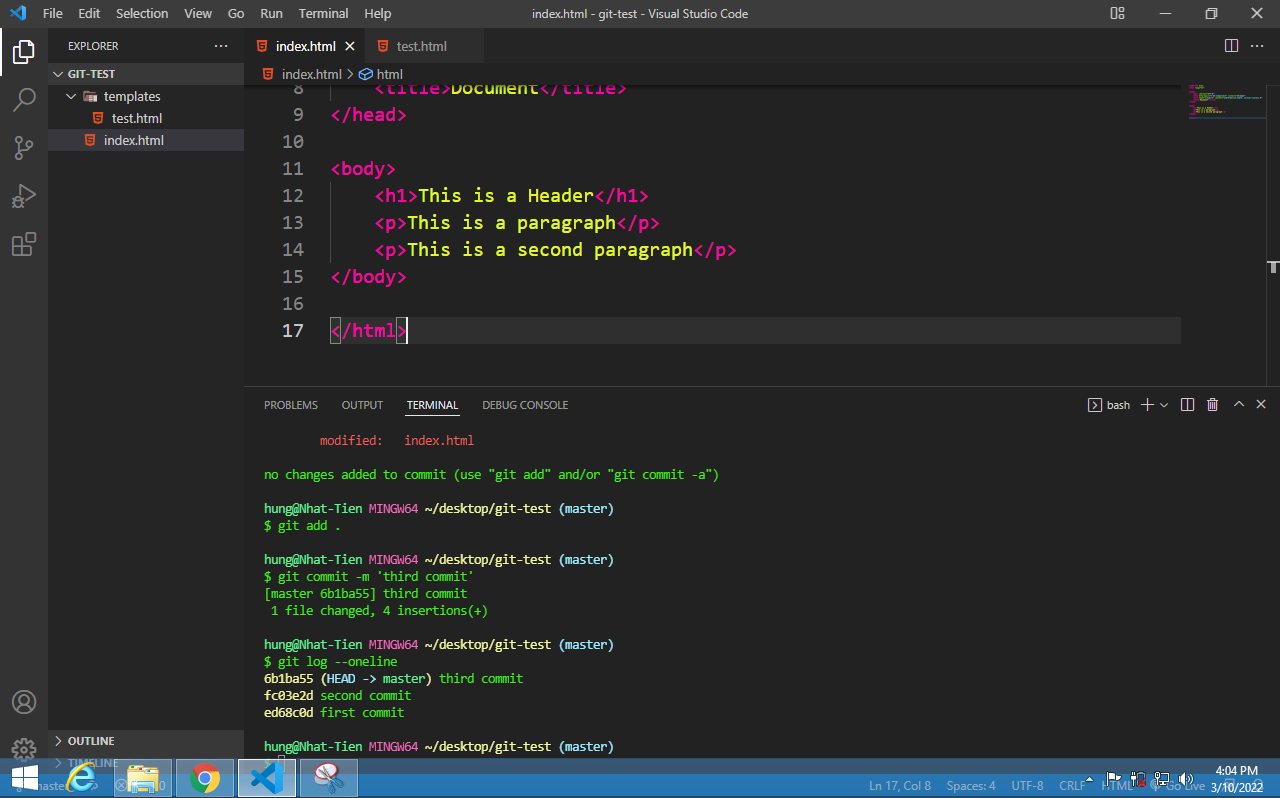 File Edit Selection View Go Run Terminal Help
index.html - git-test - Visual Studio Code
EXPLORER
GIT-TEST
templates
test.html
index.html
OUTLINE
TIMELINE
index.html
test.html
index.html > html
8 <title>Document</title>
9 </head>
10
11 <body>
12 <h1>This is a Header</h1>
13 <p>This is a paragraph</p>
14 <p>This is a second paragraph</p>
15 </body>
16
17 </html>
PROBLEMS OUTPUT TERMINAL DEBUG CONSOLE
bash
modified: index.html
no changes added to commit (use "git add" and/or "git commit -a")
hung@Nhat-Tien MINGW64 ~/desktop/git-test (master)
$ git add .
hung@Nhat-Tien MINGW64 ~/desktop/git-test (master)
$ git commit -m 'third commit'
[master 6b1ba55] third commit
1 file changed, 4 insertions(+)
hung@Nhat-Tien MINGW64 ~/desktop/git-test (master)
$ git log --oneline
6b1ba55 (HEAD -> master) third commit
fc03e2d second commit
ed68c0d first commit
hung@Nhat-Tien MINGW64 ~/desktop/git-test (master)
Ln 17, Col 8 Spaces: 4 UTF-8 CRLF HTML Go Live
4:04 PM
3/10/2022